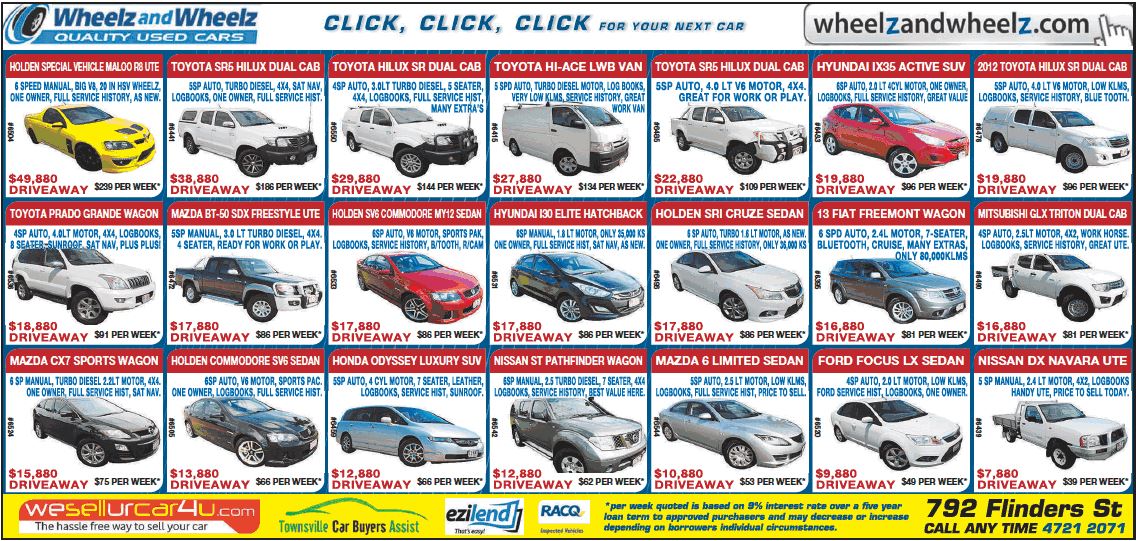 Wheelz and Wheelz
QUALITY USED CARS
CLICK, CLICK, CLICK FOR YOUR NEXT CAR
wheelzandwheelz.com
HOLDEN SPECIAL VEHICLE MALOO R8 UTE
6 SPEED MANUAL, BIG V8, 20 IN HSV WHEELZ,
ONE OWNER, FULL SERVICE HISTORY, AS NEW.
#6504
$49,880
DRIVEAWAY $239 PER WEEK*
TOYOTA SR5 HILUX DUAL CAB
5SP AUTO, TURBO DIESEL, 4X4, SAT NAV,
LOGBOOKS, ONE OWNER, FULL SERVICE HIST.
#6441
$38,880
DRIVEAWAY $186 PER WEEK*
TOYOTA HILUX SR DUAL CAB
4SP AUTO, 3.0LT TURBO DIESEL, 5 SEATER,
4X4, LOGBOOKS, FULL SERVICE HIST,
MANY EXTRA'S
$29,880
DRIVEAWAY $144 PER WEEK*
TOYOTA HI-ACE LWB VAN
5 SPD AUTO, TURBO DIESEL MOTOR, LOG BOOKS,
VERY LOW KLMS, SERVICE HISTORY, GREAT
WORK VAN
#6415
$27,880
DRIVEAWAY $134 PER WEEK*
TOYOTA SR5 HILUX DUAL CAB
5SP AUTO, 4.0 LT V6 MOTOR, 4X4.
GREAT FOR WORK OR PLAY.
#6485
$22,880
DRIVEAWAY $109 PER WEEK*
HYUNDAI IX35 ACTIVE SUV
6SP AUTO, 2.0 LT 4CYL MOTOR, ONE OWNER,
LOGBOOKS, FULL SERVICE HISTORY, GREAT VALUE
#6483
$19,880
DRIVEAWAY $96 PER WEEK*
2012 TOYOTA HILUX SR DUAL CAB
5SP AUTO, 4.0 LT V6 MOTOR, LOW KLMS,
LOGBOOKS, SERVICE HISTORY, BLUE TOOTH.
#6476
$19,880
DRIVEAWAY $96 PER WEEK*
TOYOTA PRADO GRANDE WAGON
4SP AUTO, 4.0LT MOTOR, 4X4, LOGBOOKS,
8 SEATER, SUNROOF, SAT NAV, PLUS PLUS!
$18,880
DRIVEAWAY $91 PER WEEK*
MAZDA BT-50 SDX FREESTYLE UTE
5SP MANUAL, 3.0 LT TURBO DIESEL, 4X4.
4 SEATER, READY FOR WORK OR PLAY.
#6472
$17,880
DRIVEAWAY $86 PER WEEK*
HOLDEN SV6 COMMODORE MY12 SEDAN
6SP AUTO, V6 MOTOR, SPORTS PAK,
LOGBOOKS, SERVICE HISTORY, B/TOOTH, R/CAM
$17,880
DRIVEAWAY $86 PER WEEK*
HYUNDAI I30 ELITE HATCHBACK
6SP MANUAL, 1.8 LT MOTOR, ONLY 25,000 KS
ONE OWNER, FULL SERVICE HIST, SAT NAV, AS NEW.
#6531
$17,880
DRIVEAWAY $86 PER WEEK*
HOLDEN SRI CRUZE SEDAN
6 SP AUTO, TURBO 1.6 LT MOTOR, AS NEW.
ONE OWNER, FULL SERVICE HISTORY, ONLY 26,000 KS
$17,880
DRIVEAWAY $86 PER WEEK*
13 FIAT FREEMONT WAGON
6 SPD AUTO, 2.4L MOTOR, 7-SEATER,
BLUETOOTH, CRUISE, MANY EXTRAS,
ONLY 80,000KLMS
$16,880
DRIVEAWAY $81 PER WEEK*
MITSUBISHI GLX TRITON DUAL CAB
4SP AUTO, 2.5LT MOTOR, 4X2, WORK HORSE.
LOGBOOKS, SERVICE HISTORY, GREAT UTE.
#6490
$16,880
DRIVEAWAY $81 PER WEEK*
MAZDA CX7 SPORTS WAGON
6 SP MANUAL, TURBO DIESEL 2.2LT MOTOR, 4X4.
ONE OWNER, FULL SERVICE HIST, SAT NAV.
$15,880
DRIVEAWAY $75 PER WEEK*
HOLDEN COMMODORE SV6 SEDAN
6SP AUTO, V6 MOTOR, SPORTS PAC.
ONE OWNER, LOGBOOKS, FULL SERVICE HIST.
$13,880
DRIVEAWAY $66 PER WEEK*
HONDA ODYSSEY LUXURY SUV
5SP AUTO, 4 CYL MOTOR, 7 SEATER, LEATHER,
LOGBOOKS, SERVICE HIST, SUNROOF.
$12,880
DRIVEAWAY $66 PER WEEK*
NISSAN ST PATHFINDER WAGON
6SP MANUAL, 2.5 TURBO DIESEL, 7 SEATER, 4X4
LOGBOOKS, SERVICE HISTORY, BEST VALUE HERE.
#6542
$12,880
DRIVEAWAY $62 PER WEEK*
MAZDA 6 LIMITED SEDAN
5SP AUTO, 2.5 LT MOTOR, LOW KLMS,
LOGBOOKS, FULL SERVICE HIST, PRICE TO SELL.
#6544
$10,880
DRIVEAWAY $53 PER WEEK*
FORD FOCUS LX SEDAN
4SP AUTO, 2.0 LT MOTOR, LOW KLMS,
FORD SERVICE HIST, LOGBOOKS, ONE OWNER.
$9,880
DRIVEAWAY $49 PER WEEK*
NISSAN DX NAVARA UTE
5 SP MANUAL, 2.4 LT MOTOR, 4X2, LOGBOOKS
HANDY UTE, PRICE TO SELL TODAY.
#6439
$7,880
DRIVEAWAY $39 PER WEEK*
wesellurcar4u.com
The hassle free way to sell your car
Townsville Car Buyers Assist
ezilend
That's easy!
RACQ
Inspected Vehicles
*per week quoted is based on 9% interest rate over a five year
loan term to approved purchasers and may decrease or increase
depending on borrowers individual circumstances.
792 Flinders St
CALL ANY TIME 4721 2071